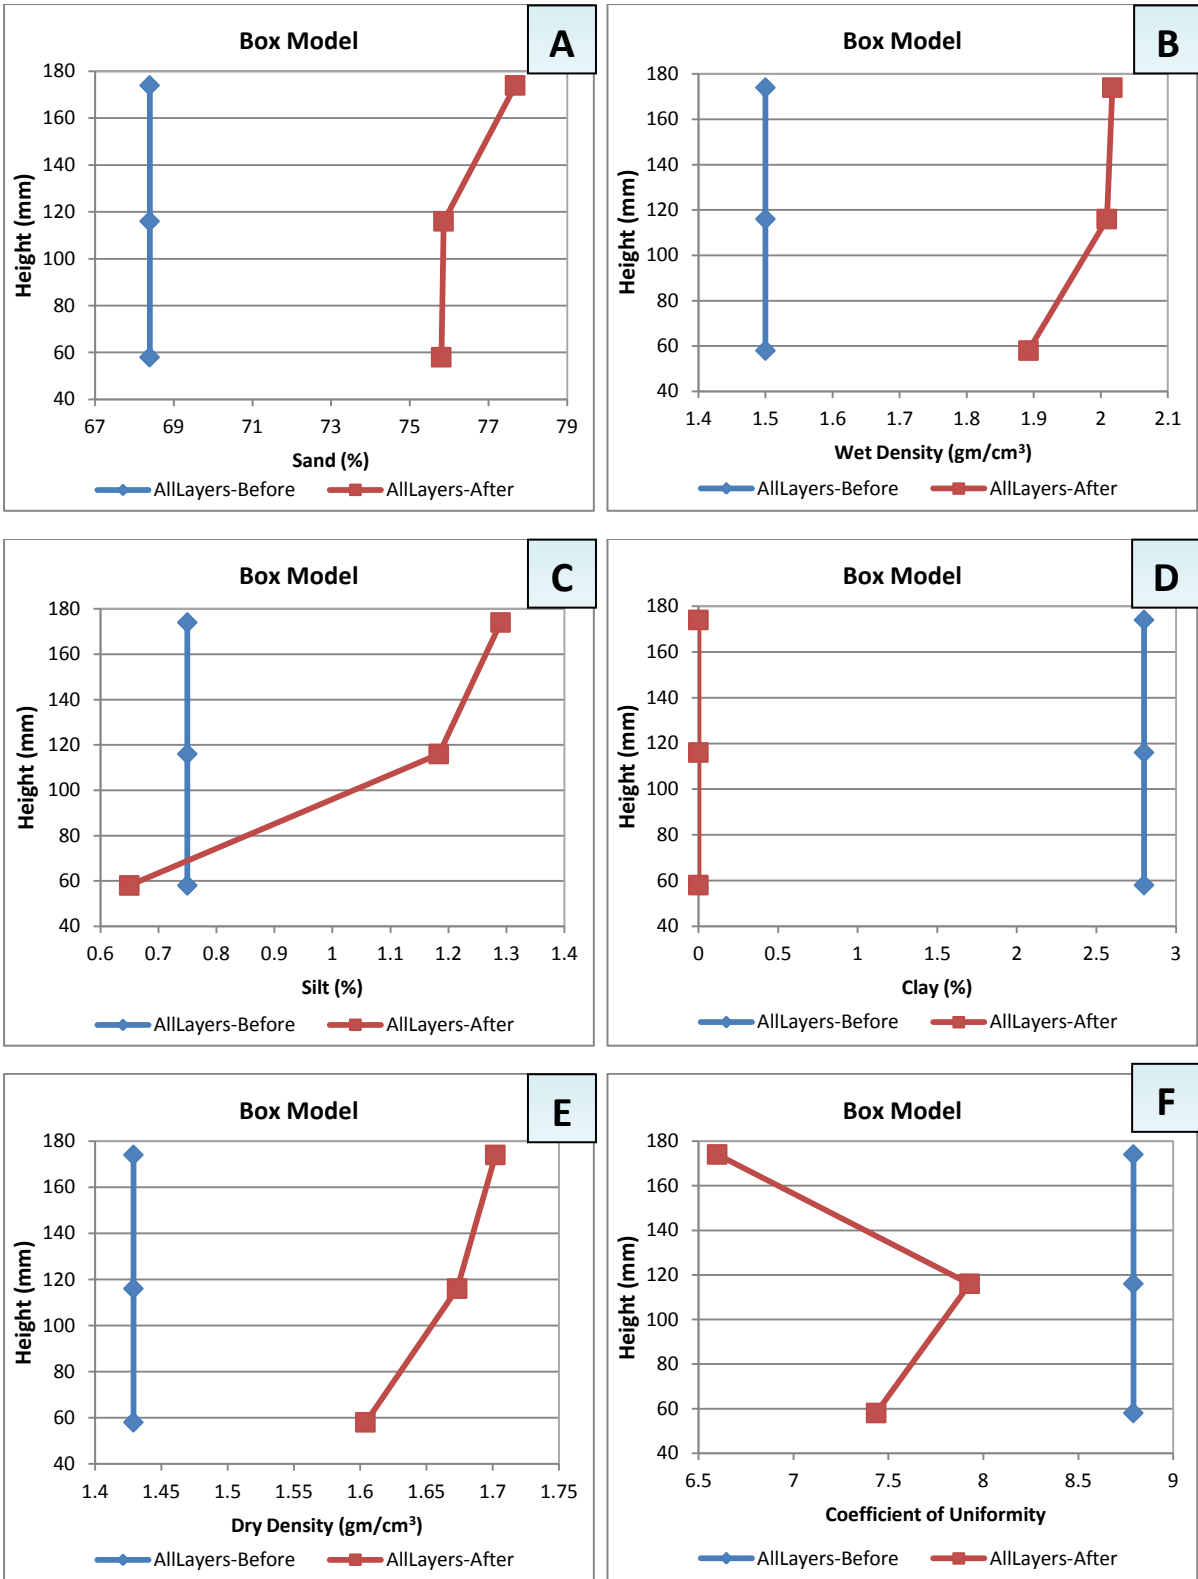 Box Model
A
180
160
140
120
100
80
60
40
Height (mm)
67 69 71 73 75 77 79
Sand (%)
AllLayers-Before AllLayers-After
Box Model
B
180
160
140
120
100
80
60
40
Height (mm)
1.4 1.5 1.6 1.7 1.8 1.9 2 2.1
Wet Density (gm/cm³)
AllLayers-Before AllLayers-After
Box Model
C
180
160
140
120
100
80
60
40
Height (mm)
0.6 0.7 0.8 0.9 1 1.1 1.2 1.3 1.4
Silt (%)
AllLayers-Before AllLayers-After
Box Model
D
180
160
140
120
100
80
60
40
Height (mm)
0 0.5 1 1.5 2 2.5 3
Clay (%)
AllLayers-Before AllLayers-After
Box Model
E
180
160
140
120
100
80
60
40
Height (mm)
1.4 1.45 1.5 1.55 1.6 1.65 1.7 1.75
Dry Density (gm/cm³)
AllLayers-Before AllLayers-After
Box Model
F
180
160
140
120
100
80
60
40
Height (mm)
6.5 7 7.5 8 8.5 9
Coefficient of Uniformity
AllLayers-Before AllLayers-After